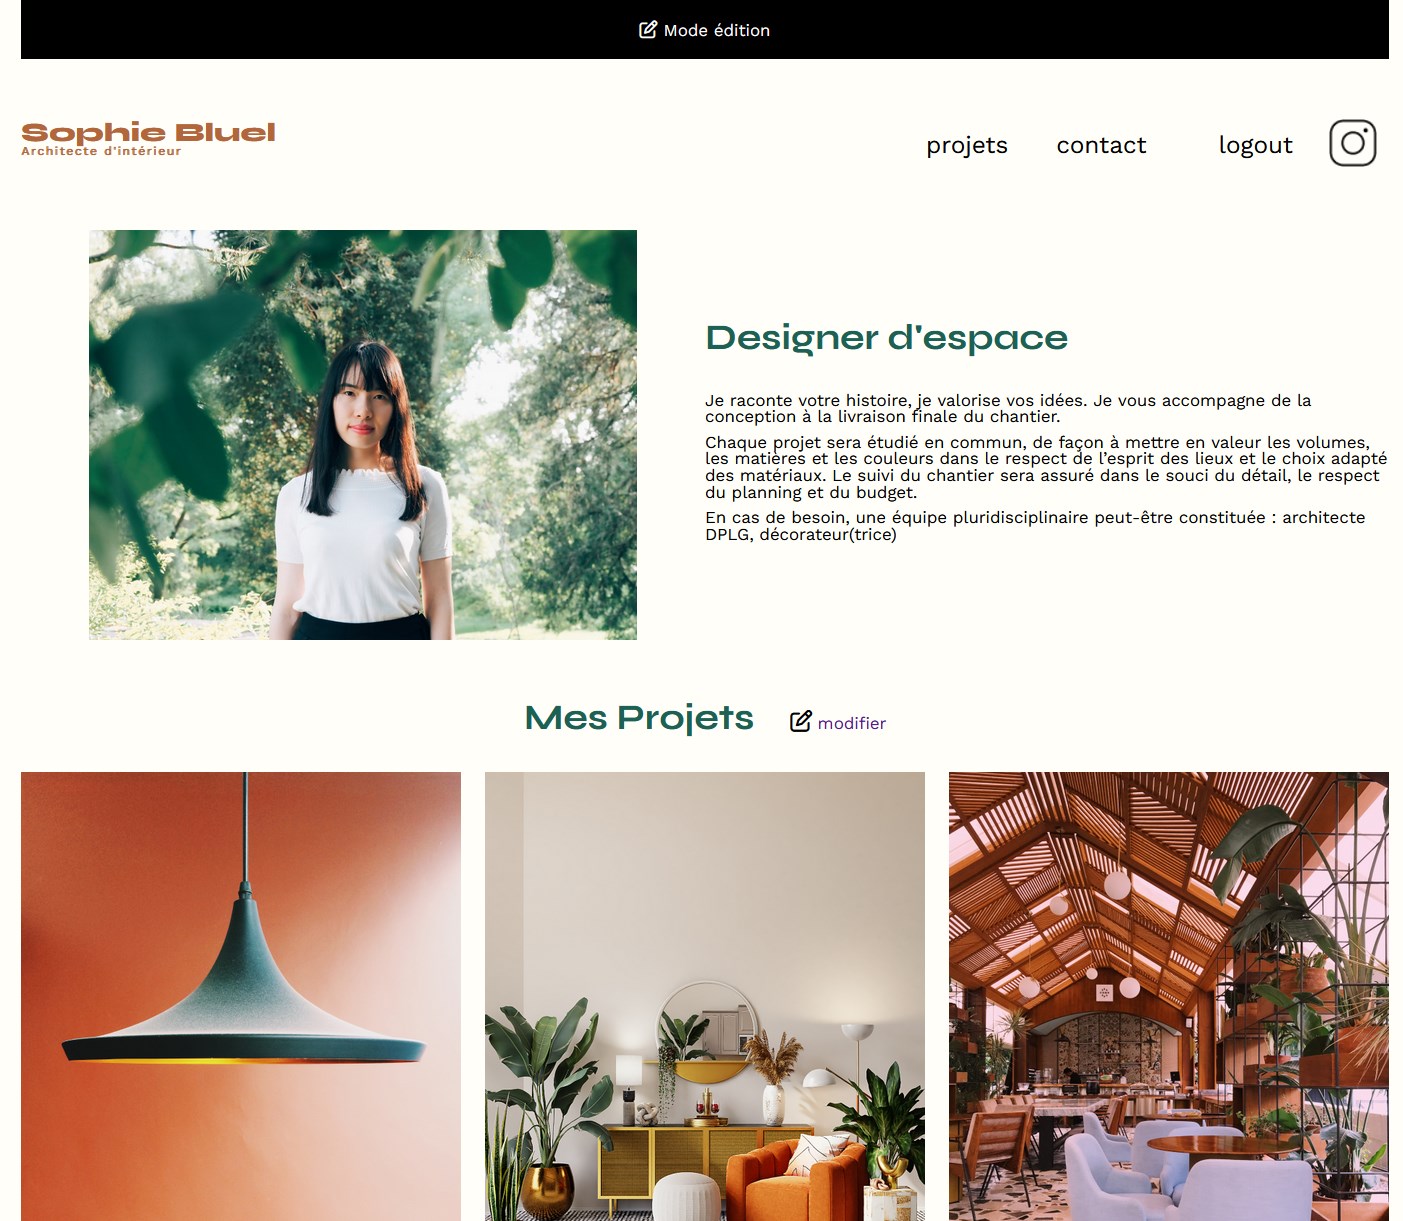 Mode édition
Sophie Bluel
Architecte d'intérieur
projets contact logout
Designer d'espace
Je raconte votre histoire, je valorise vos idées. Je vous accompagne de la
conception à la livraison finale du chantier.
Chaque projet sera étudié en commun, de façon à mettre en valeur les volumes,
les matières et les couleurs dans le respect de l’esprit des lieux et le choix adapté
des matériaux. Le suivi du chantier sera assuré dans le souci du détail, le respect
du planning et du budget.
En cas de besoin, une équipe pluridisciplinaire peut-être constituée : architecte
DPLG, décorateur(trice)
Mes Projets modifier